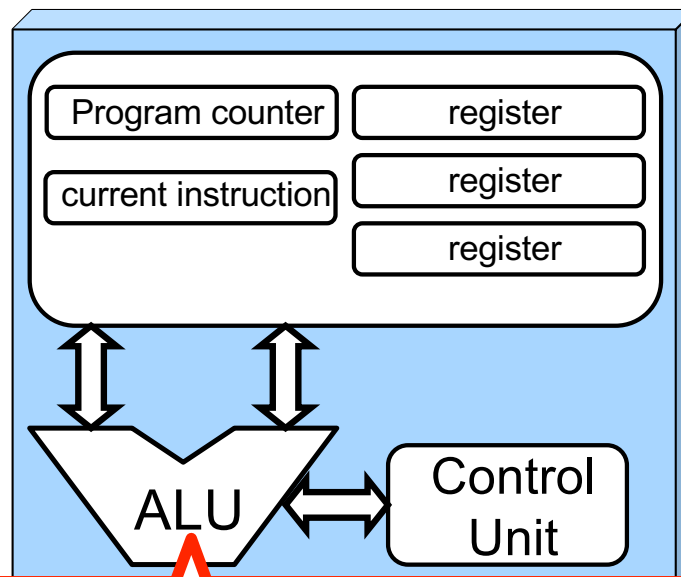 Program counter
register
current instruction
register
register
ALU
Control
Unit